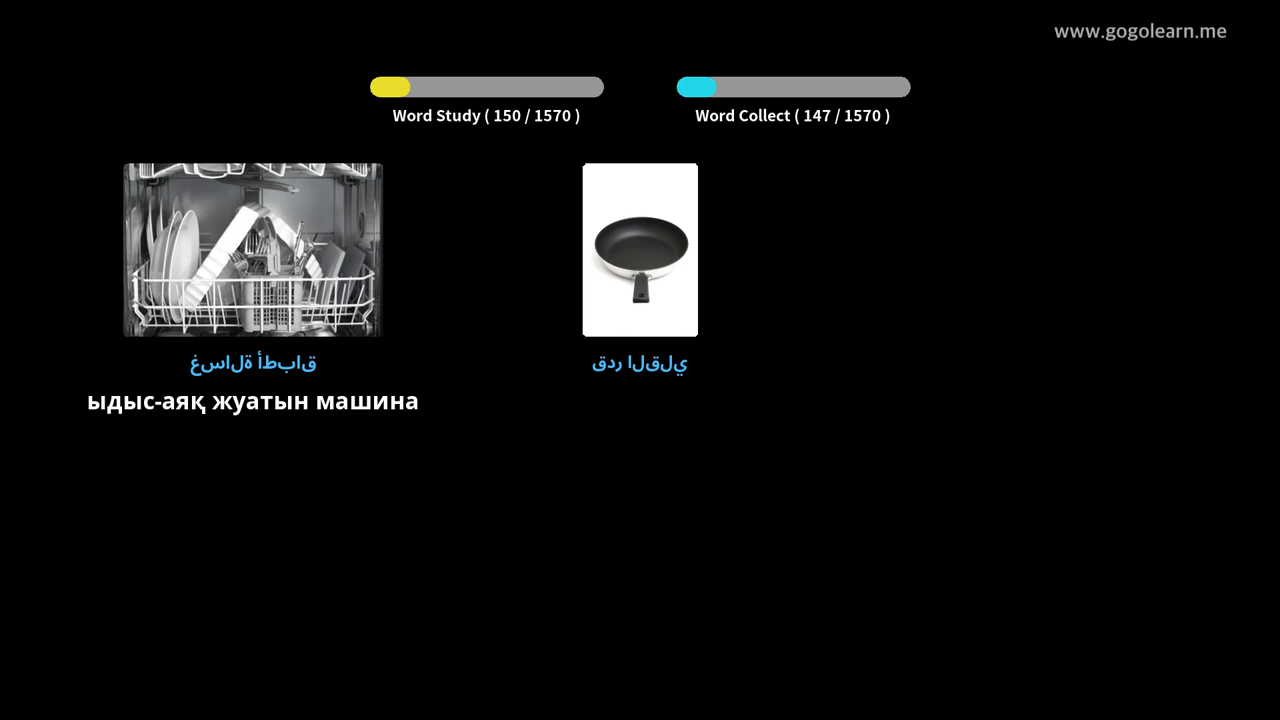 www.gogolearn.me
Word Study ( 150 / 1570 )
Word Collect ( 147 / 1570 )
غسالة أطباق
قدر القلي
ыдыс-аяқ жуатын машина